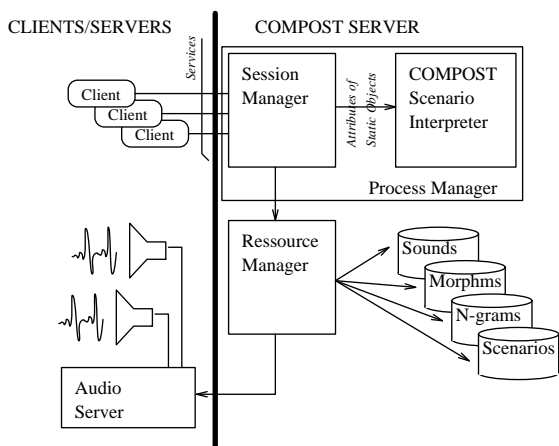 CLIENTS/SERVERS
COMPOST SERVER
Services
Client
Client
Client
Session
Manager
Attributes of
Static Objects
COMPOST
Scenario
Interpreter
Process Manager
Ressource
Manager
Sounds
Morphms
N-grams
Scenarios
Audio
Server